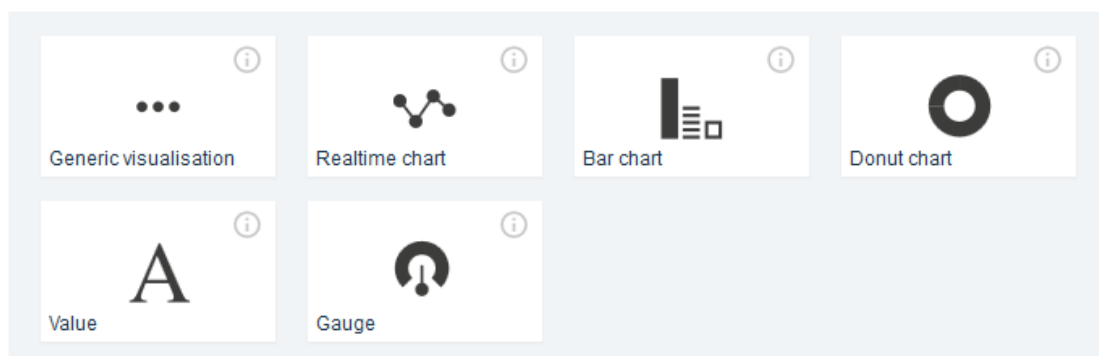 Generic visualisation
Realtime chart
Bar chart
Donut chart
A
Value
Gauge